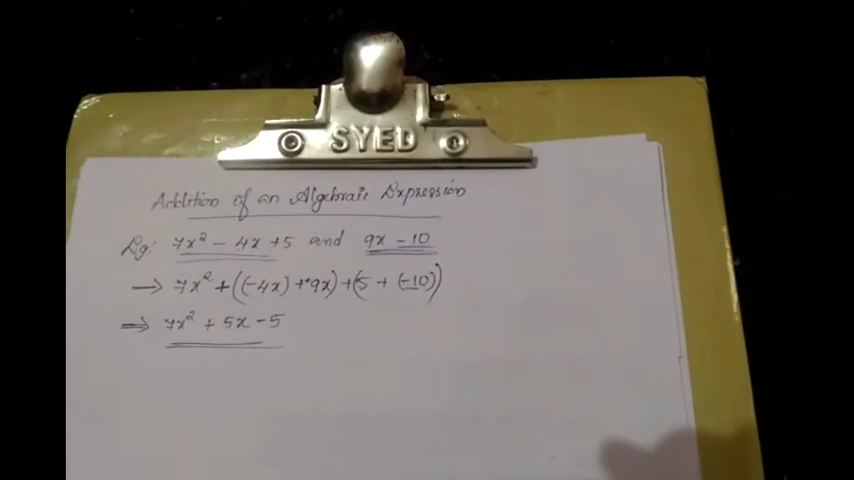 SYED
Addition of an Algebraic Expression
Eg: 7x² - 4x + 5 and 9x - 10
→ 7x² + ((-4x) + 9x) + (5 + (-10))
⇒ 7x² + 5x - 5